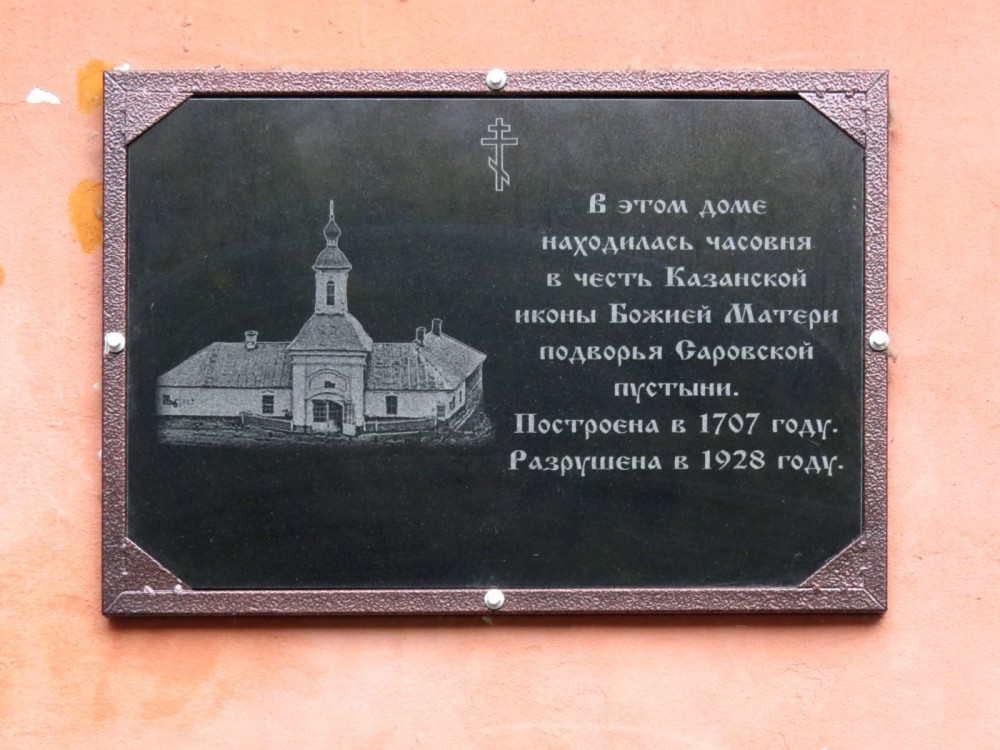 В этом доме
находилась часовня
в честь Казанской
иконы Божией Матери
подворья Саровской
пустыни.
Построена в 1707 году.
Разрушена в 1928 году.